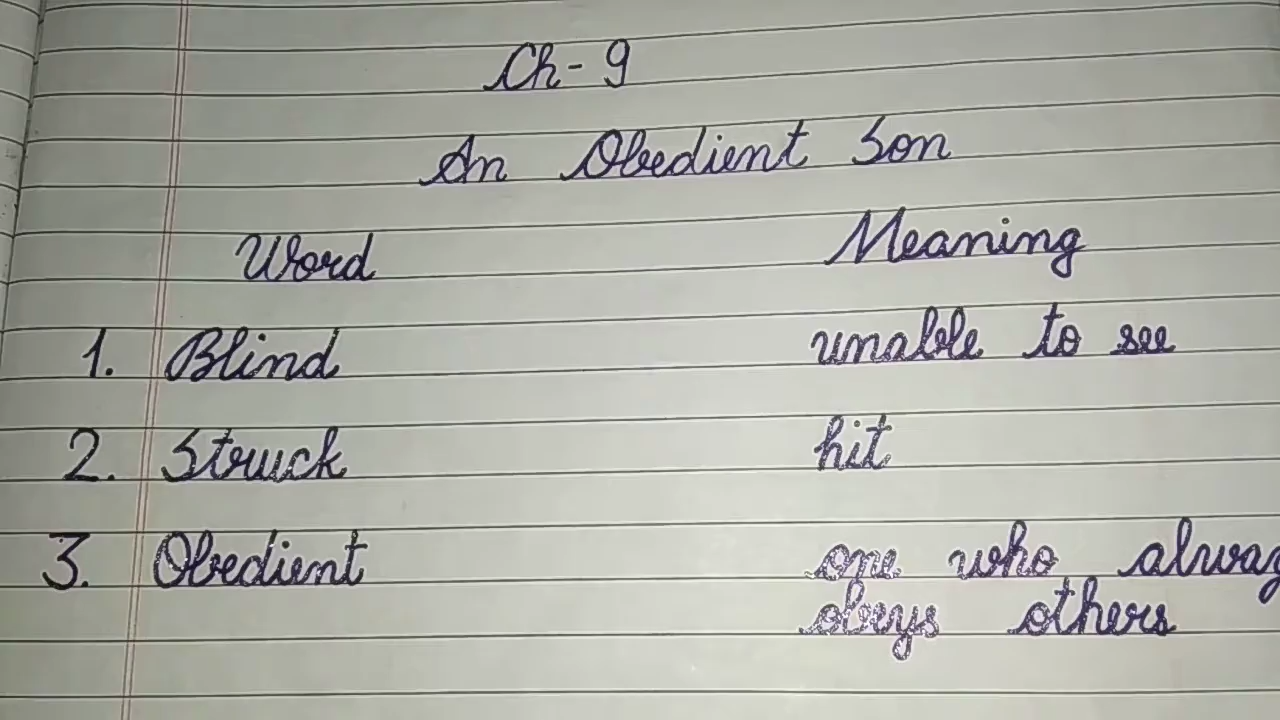 Ch-9
An Obedient Son
Word Meaning
1. Blind unable to see
2. Struck hit
3. Obedient one who alway
obeys others